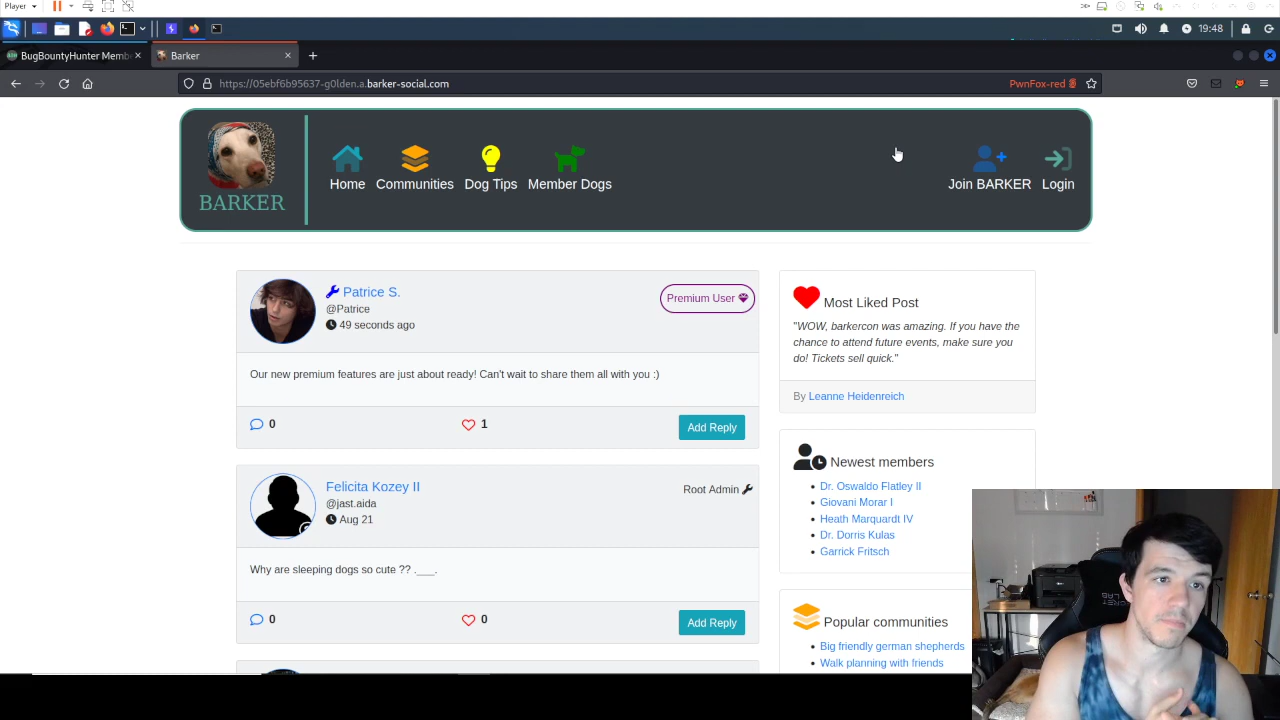 Player
19:48
BugBountyHunter Memb
Barker
https://05ebf6b95637-g0lden.a.barker-social.com
PwnFox-red
BARKER
Home
Communities
Dog Tips
Member Dogs
Join BARKER
Login
Patrice S.
@Patrice
49 seconds ago
Premium User
Our new premium features are just about ready! Can't wait to share them all with you :)
0
1
Add Reply
Felicita Kozey II
@jast.aida
Aug 21
Root Admin
Why are sleeping dogs so cute ?? .___.
0
0
Add Reply
Most Liked Post
"WOW, barkercon was amazing. If you have the
chance to attend future events, make sure you
do! Tickets sell quick."
By Leanne Heidenreich
Newest members
Dr. Oswaldo Flatley II
Giovani Morar I
Heath Marquardt IV
Dr. Dorris Kulas
Garrick Fritsch
Popular communities
Big friendly german shepherds
Walk planning with friends